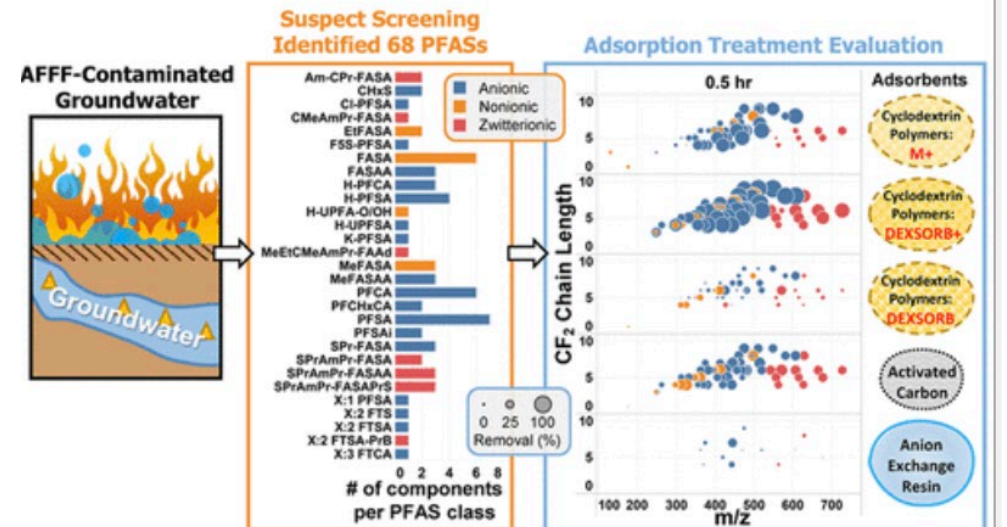 AFFF-Contaminated
Groundwater
Groundwater
Suspect Screening
Identified 68 PFASs
Am-CPr-FASA
CHxS
Cl-PFSA
CMeAmPr-FASA
EtFASA
F5S-PFSA
FASA
FASAA
H-PFCA
H-PFSA
H-UPFA-O/OH
H-UPFSA
K-PFSA
MeEtCMeAmPr-FAAd
MeFASA
MeFASAA
PFCA
PFCHxCA
PFSA
PFSAi
SPr-FASA
SPrAmPr-FASA
SPrAmPr-FASAA
SPrAmPr-FASAPrS
X:1 PFSA
X:2 FTS
X:2 FTSA
X:2 FTSA-PrB
X:3 FTCA
0 2 4 6 8
# of components
per PFAS class
Anionic
Nonionic
Zwitterionic
0 25 100
Removal (%)
Adsorption Treatment Evaluation
0.5 hr
Adsorbents
CF2 Chain Length
10
5
0
10
5
0
10
5
0
10
5
0
10
5
0
100 200 300 400 500 600 700
m/z
Cyclodextrin
Polymers:
M+
Cyclodextrin
Polymers:
DEXSORB+
Cyclodextrin
Polymers:
DEXSORB
Activated
Carbon
Anion
Exchange
Resin